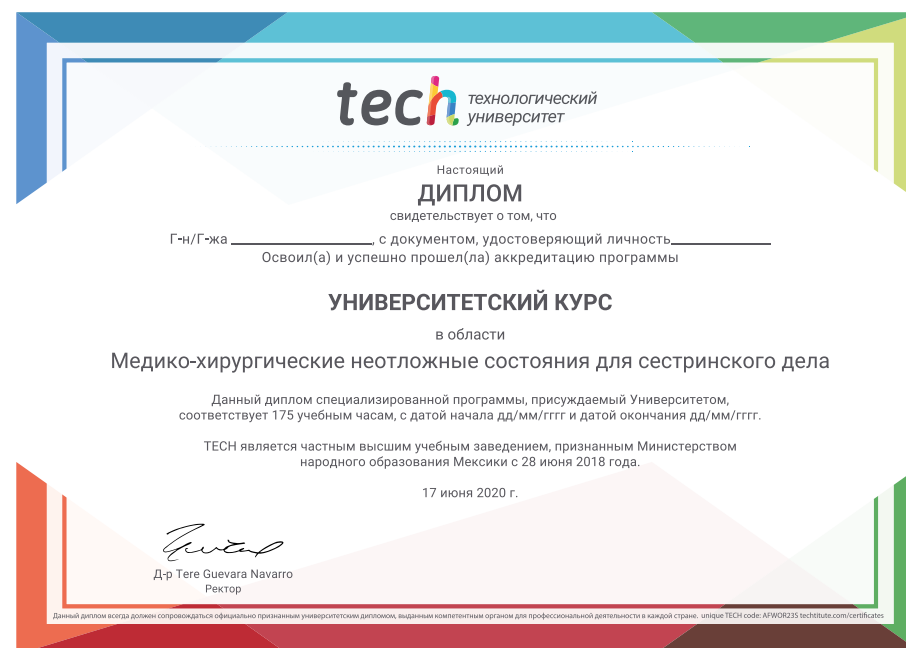 tech технологический университет
Настоящий
ДИПЛОМ
свидетельствует о том, что
Г-н/Г-жа ____________________, с документом, удостоверяющий личность______________
Освоил(а) и успешно прошел(ла) аккредитацию программы
УНИВЕРСИТЕТСКИЙ КУРС
в области
Медико-хирургические неотложные состояния для сестринского дела
Данный диплом специализированной программы, присуждаемый Университетом,
соответствует 175 учебным часам, с датой начала дд/мм/гггг и датой окончания дд/мм/гггг.
TECH является частным высшим учебным заведением, признанным Министерством
народного образования Мексики с 28 июня 2018 года.
17 июня 2020 г.
Д-р Tere Guevara Navarro
Ректор
Данный диплом всегда должен сопровождаться официально признанным университетским дипломом, выданным компетентным органом для профессиональной деятельности в каждой стране. unique TECH code: AFWOR23S techtitute.com/certificates